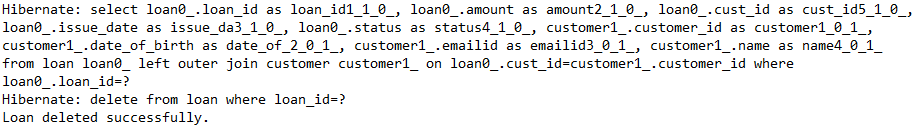 Hibernate: select loan0_.loan_id as loan_id1_1_0_, loan0_.amount as amount2_1_0_, loan0_.cust_id as cust_id5_1_0_,
loan0_.issue_date as issue_da3_1_0_, loan0_.status as status4_1_0_, customer1_.customer_id as customer1_0_1_,
customer1_.date_of_birth as date_of_2_0_1_, customer1_.emailid as emailid3_0_1_, customer1_.name as name4_0_1_
from loan loan0_ left outer join customer customer1_ on loan0_.cust_id=customer1_.customer_id where
loan0_.loan_id=?
Hibernate: delete from loan where loan_id=?
Loan deleted successfully.